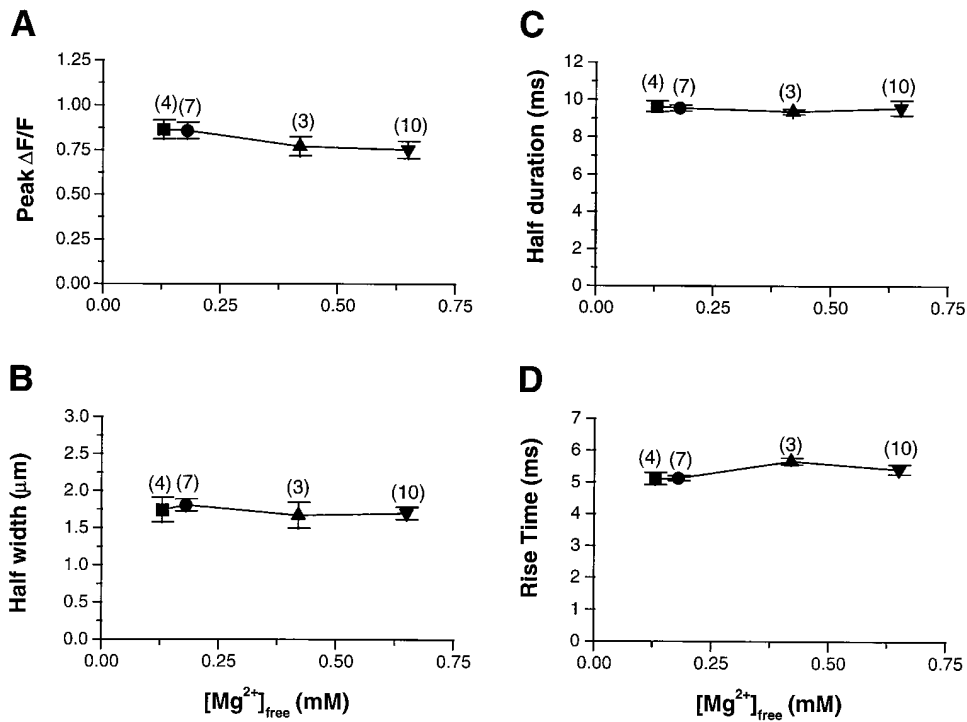 A
1.25
1.00
0.75
0.50
0.25
0.00
Peak ΔF/F
(4) (7) (3) (10)
0.00 0.25 0.50 0.75
C
12
10
8
6
4
2
0
Half duration (ms)
(4) (7) (3) (10)
0.00 0.25 0.50 0.75
B
3.0
2.5
2.0
1.5
1.0
0.5
0.0
Half width (μm)
(4) (7) (3) (10)
0.00 0.25 0.50 0.75
[Mg2+]free (mM)
D
7
6
5
4
3
2
1
0
Rise Time (ms)
(4) (7) (3) (10)
0.00 0.25 0.50 0.75
[Mg2+]free (mM)